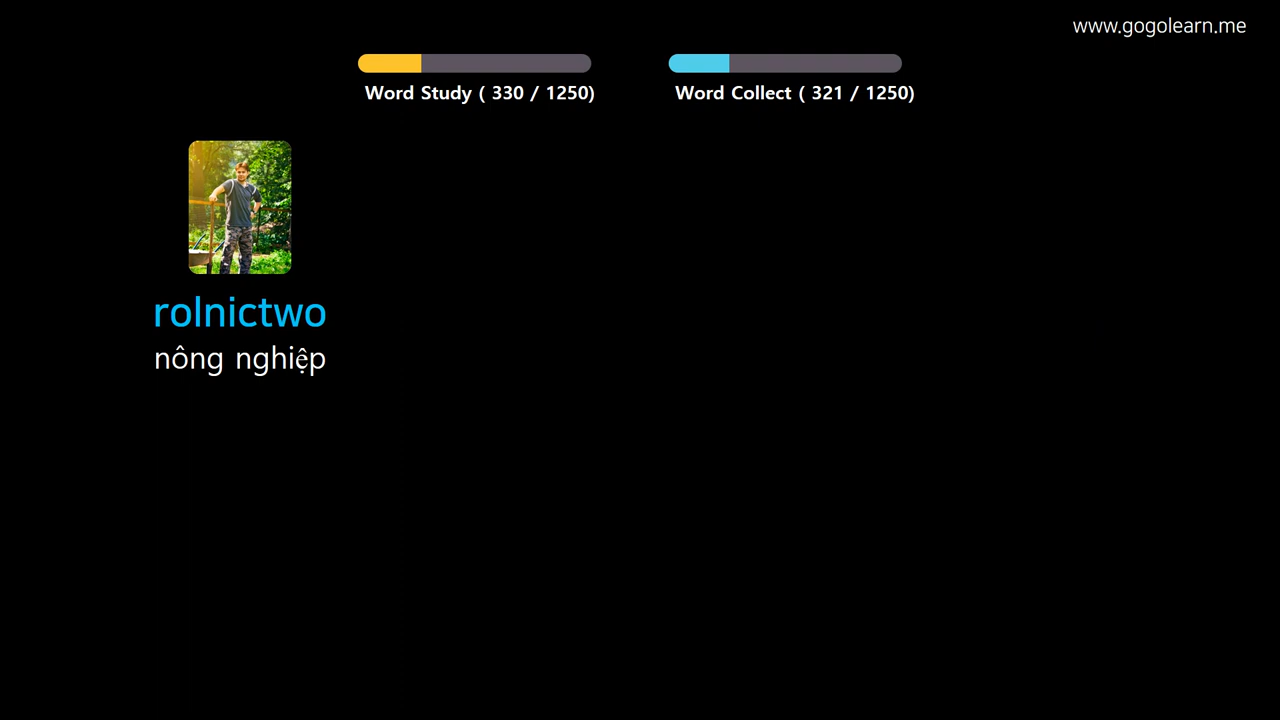 www.gogolearn.me
Word Study ( 330 / 1250)
Word Collect ( 321 / 1250)
rolnictwo
nông nghiệp